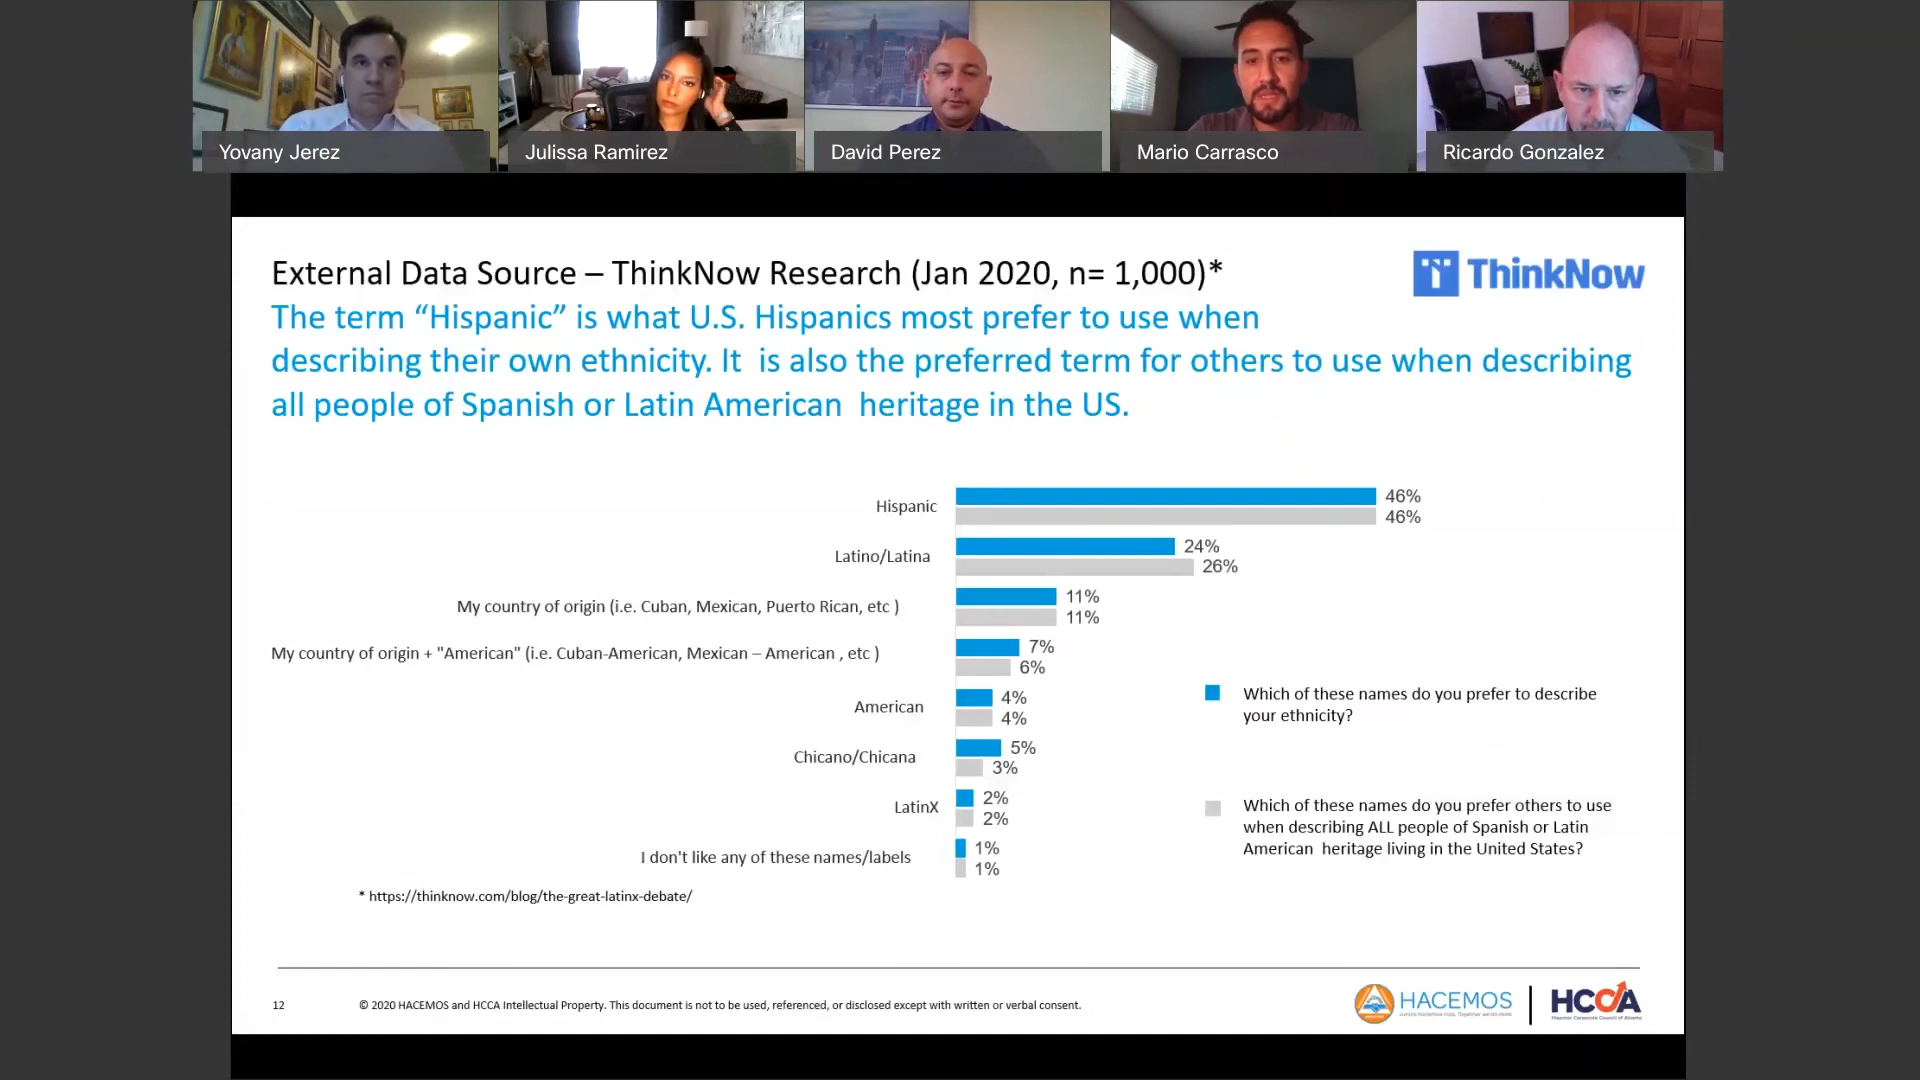 Yovany Jerez
Julissa Ramirez
David Perez
Mario Carrasco
Ricardo Gonzalez
External Data Source – ThinkNow Research (Jan 2020, n= 1,000)*
ThinkNow
The term “Hispanic” is what U.S. Hispanics most prefer to use when
describing their own ethnicity. It is also the preferred term for others to use when describing
all people of Spanish or Latin American heritage in the US.
Hispanic
46%
46%
Latino/Latina
24%
26%
My country of origin (i.e. Cuban, Mexican, Puerto Rican, etc )
11%
11%
My country of origin + "American" (i.e. Cuban-American, Mexican – American , etc )
7%
6%
American
4%
4%
Chicano/Chicana
5%
3%
LatinX
2%
2%
I don't like any of these names/labels
1%
1%
Which of these names do you prefer to describe
your ethnicity?
Which of these names do you prefer others to use
when describing ALL people of Spanish or Latin
American heritage living in the United States?
* https://thinknow.com/blog/the-great-latinx-debate/
12
© 2020 HACEMOS and HCCA Intellectual Property. This document is not to be used, referenced, or disclosed except with written or verbal consent.
HACEMOS
HCCA
Hispanic Corporate Council of Atlanta